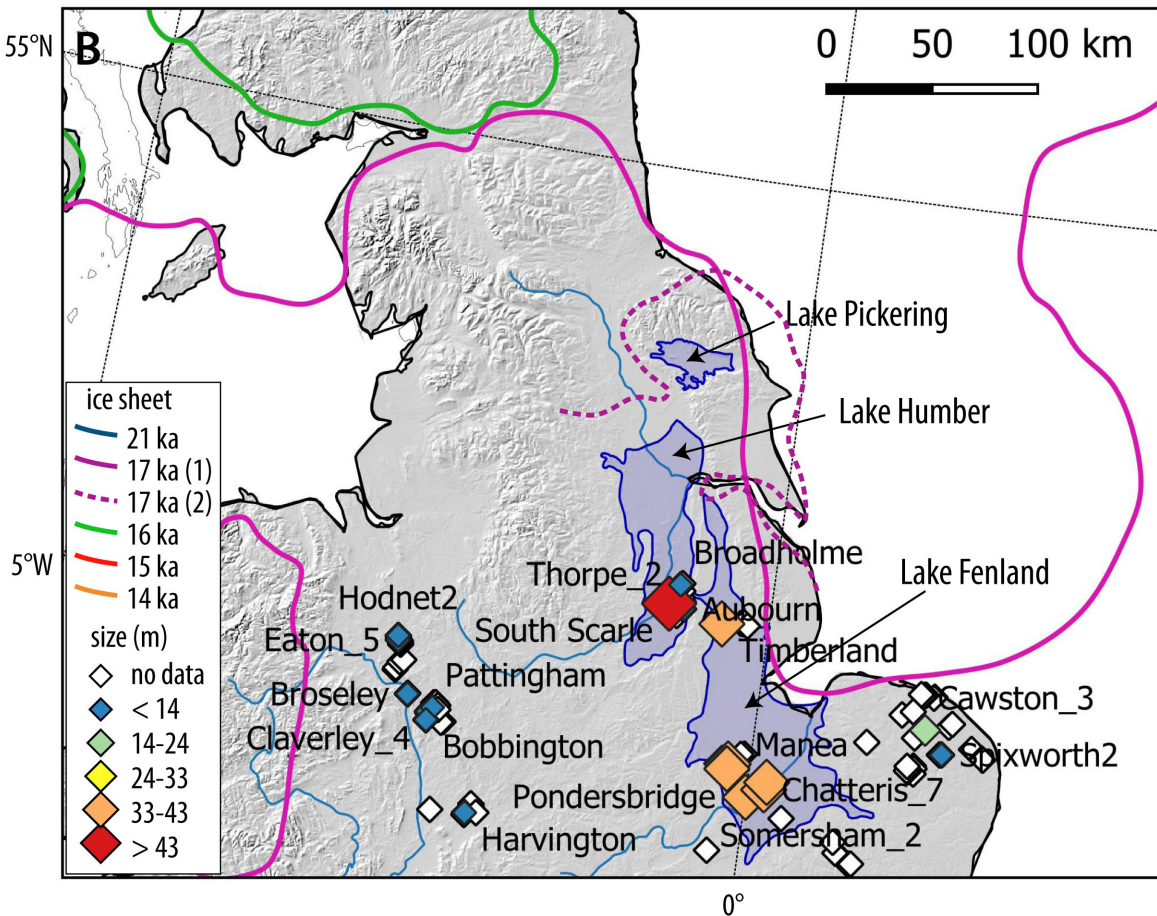 55°N
B
0 50 100 km
Lake Pickering
Lake Humber
ice sheet
21 ka
17 ka (1)
17 ka (2)
16 ka
15 ka
14 ka
size (m)
no data
< 14
14-24
24-33
33-43
> 43
5°W
Broadholme
Thorpe_2
Lake Fenland
Hodnet2
Aubourn
South Scarle
Eaton_5
Timberland
Pattingham
Broseley
Cawston_3
Claverley_4
Bobbington
Manea
Spixworth2
Pondersbridge
Chatteris_7
Harvington
Somersham_2
0°